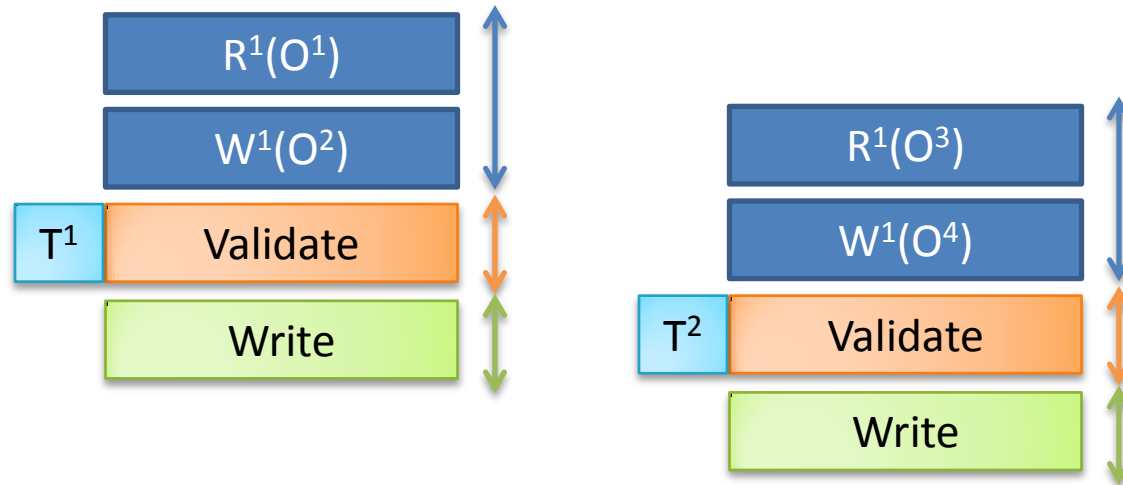 R¹(O¹)
W¹(O²)
T¹ Validate
Write
R¹(O³)
W¹(O⁴)
T² Validate
Write